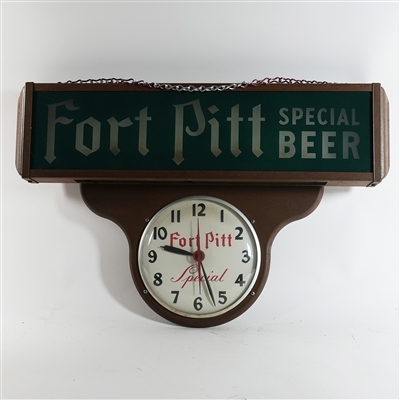 Fort Pitt SPECIAL
BEER
12
11 1
10 Fort Pitt 2
9 3
8 Special 4
7 5
6